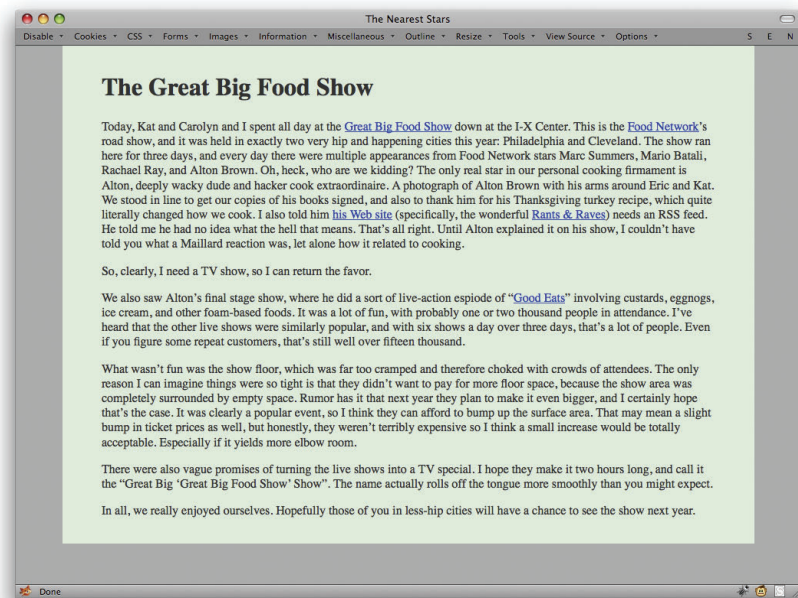 The Nearest Stars
Disable Cookies CSS Forms Images Information Miscellaneous Outline Resize Tools View Source Options S E N
The Great Big Food Show
Today, Kat and Carolyn and I spent all day at the Great Big Food Show down at the I-X Center. This is the Food Network's
road show, and it was held in exactly two very hip and happening cities this year: Philadelphia and Cleveland. The show ran
here for three days, and every day there were multiple appearances from Food Network stars Marc Summers, Mario Batali,
Rachael Ray, and Alton Brown. Oh, heck, who are we kidding? The only real star in our personal cooking firmament is
Alton, deeply wacky dude and hacker cook extraordinaire. A photograph of Alton Brown with his arms around Eric and Kat.
We stood in line to get our copies of his books signed, and also to thank him for his Thanksgiving turkey recipe, which quite
literally changed how we cook. I also told him his Web site (specifically, the wonderful Rants & Raves) needs an RSS feed.
He told me he had no idea what the hell that means. That's all right. Until Alton explained it on his show, I couldn't have
told you what a Maillard reaction was, let alone how it related to cooking.
So, clearly, I need a TV show, so I can return the favor.
We also saw Alton's final stage show, where he did a sort of live-action espiode of “Good Eats” involving custards, eggnogs,
ice cream, and other foam-based foods. It was a lot of fun, with probably one or two thousand people in attendance. I've
heard that the other live shows were similarly popular, and with six shows a day over three days, that's a lot of people. Even
if you figure some repeat customers, that's still well over fifteen thousand.
What wasn't fun was the show floor, which was far too cramped and therefore choked with crowds of attendees. The only
reason I can imagine things were so tight is that they didn't want to pay for more floor space, because the show area was
completely surrounded by empty space. Rumor has it that next year they plan to make it even bigger, and I certainly hope
that's the case. It was clearly a popular event, so I think they can afford to bump up the surface area. That may mean a slight
bump in ticket prices as well, but honestly, they weren't terribly expensive so I think a small increase would be totally
acceptable. Especially if it yields more elbow room.
There were also vague promises of turning the live shows into a TV special. I hope they make it two hours long, and call it
the “Great Big ‘Great Big Food Show’ Show”. The name actually rolls off the tongue more smoothly than you might expect.
In all, we really enjoyed ourselves. Hopefully those of you in less-hip cities will have a chance to see the show next year.
Done